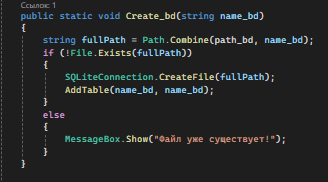 Ссылок: 1
public static void Create_bd(string name_bd)
{
string fullPath = Path.Combine(path_bd, name_bd);
if (!File.Exists(fullPath))
{
SQLiteConnection.CreateFile(fullPath);
AddTable(name_bd, name_bd);
}
else
{
MessageBox.Show("Файл уже существует!");
}
}